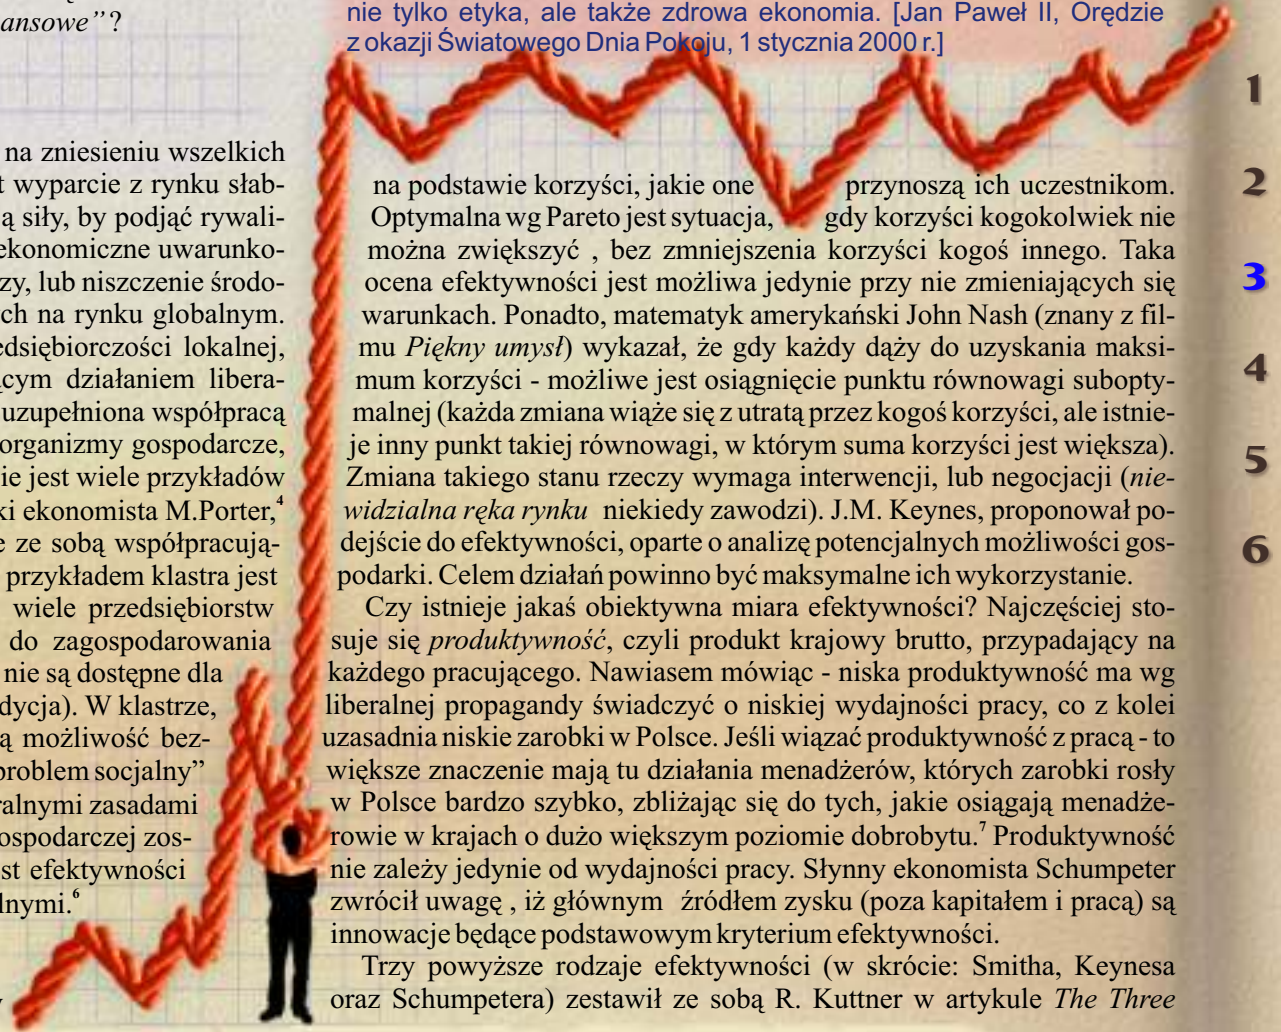 ansowe”?
nie tylko etyka, ale także zdrowa ekonomia. [Jan Paweł II, Orędzie
z okazji Światowego Dnia Pokoju, 1 stycznia 2000 r.]
na zniesieniu wszelkich
t wyparcie z rynku słab-
ą siły, by podjąć rywali-
ekonomiczne uwarunko-
zy, lub niszczenie środo-
ch na rynku globalnym.
edsiębiorczości lokalnej,
ącym działaniem libera-
uzupełniona współpracą
organizmy gospodarcze,
ie jest wiele przykładów
ki ekonomista M.Porter,⁴
e ze sobą współpracują-
przykładem klastra jest
wiele przedsiębiorstw
do zagospodarowania
nie są dostępne dla
dycja). W klastrze,
ą możliwość bez-
problem socjalny”
ralnymi zasadami
ospodarczej zos-
st efektywności
lnymi.⁶
na podstawie korzyści, jakie one przynoszą ich uczestnikom.
Optymalna wg Pareto jest sytuacja, gdy korzyści kogokolwiek nie
można zwiększyć , bez zmniejszenia korzyści kogoś innego. Taka
ocena efektywności jest możliwa jedynie przy nie zmieniających się
warunkach. Ponadto, matematyk amerykański John Nash (znany z fil-
mu Piękny umysł) wykazał, że gdy każdy dąży do uzyskania maksi-
mum korzyści - możliwe jest osiągnięcie punktu równowagi subopty-
malnej (każda zmiana wiąże się z utratą przez kogoś korzyści, ale istnie-
je inny punkt takiej równowagi, w którym suma korzyści jest większa).
Zmiana takiego stanu rzeczy wymaga interwencji, lub negocjacji (nie-
widzialna ręka rynku niekiedy zawodzi). J.M. Keynes, proponował po-
dejście do efektywności, oparte o analizę potencjalnych możliwości gos-
podarki. Celem działań powinno być maksymalne ich wykorzystanie.
Czy istnieje jakaś obiektywna miara efektywności? Najczęściej sto-
suje się produktywność, czyli produkt krajowy brutto, przypadający na
każdego pracującego. Nawiasem mówiąc - niska produktywność ma wg
liberalnej propagandy świadczyć o niskiej wydajności pracy, co z kolei
uzasadnia niskie zarobki w Polsce. Jeśli wiązać produktywność z pracą - to
większe znaczenie mają tu działania menadżerów, których zarobki rosły
w Polsce bardzo szybko, zbliżając się do tych, jakie osiągają menadże-
rowie w krajach o dużo większym poziomie dobrobytu.⁷ Produktywność
nie zależy jedynie od wydajności pracy. Słynny ekonomista Schumpeter
zwrócił uwagę , iż głównym źródłem zysku (poza kapitałem i pracą) są
innowacje będące podstawowym kryterium efektywności.
Trzy powyższe rodzaje efektywności (w skrócie: Smitha, Keynesa
oraz Schumpetera) zestawił ze sobą R. Kuttner w artykule The Three
1
2
3
4
5
6